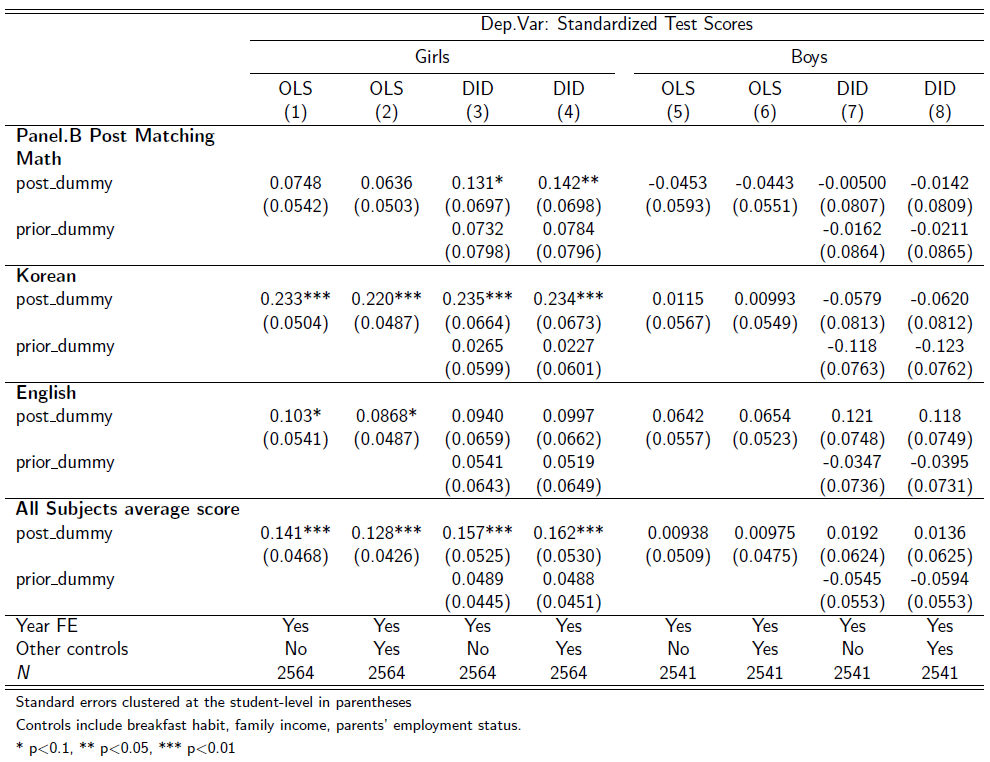 Dep.Var: Standardized Test Scores
Girls Boys
OLS OLS DID DID OLS OLS DID DID
(1) (2) (3) (4) (5) (6) (7) (8)
Panel.B Post Matching
Math
post_dummy 0.0748 0.0636 0.131* 0.142** -0.0453 -0.0443 -0.00500 -0.0142
(0.0542) (0.0503) (0.0697) (0.0698) (0.0593) (0.0551) (0.0807) (0.0809)
prior_dummy 0.0732 0.0784 -0.0162 -0.0211
(0.0798) (0.0796) (0.0864) (0.0865)
Korean
post_dummy 0.233*** 0.220*** 0.235*** 0.234*** 0.0115 0.00993 -0.0579 -0.0620
(0.0504) (0.0487) (0.0664) (0.0673) (0.0567) (0.0549) (0.0813) (0.0812)
prior_dummy 0.0265 0.0227 -0.118 -0.123
(0.0599) (0.0601) (0.0763) (0.0762)
English
post_dummy 0.103* 0.0868* 0.0940 0.0997 0.0642 0.0654 0.121 0.118
(0.0541) (0.0487) (0.0659) (0.0662) (0.0557) (0.0523) (0.0748) (0.0749)
prior_dummy 0.0541 0.0519 -0.0347 -0.0395
(0.0643) (0.0649) (0.0736) (0.0731)
All Subjects average score
post_dummy 0.141*** 0.128*** 0.157*** 0.162*** 0.00938 0.00975 0.0192 0.0136
(0.0468) (0.0426) (0.0525) (0.0530) (0.0509) (0.0475) (0.0624) (0.0625)
prior_dummy 0.0489 0.0488 -0.0545 -0.0594
(0.0445) (0.0451) (0.0553) (0.0553)
Year FE Yes Yes Yes Yes Yes Yes Yes Yes
Other controls No Yes No Yes No Yes No Yes
N 2564 2564 2564 2564 2541 2541 2541 2541
Standard errors clustered at the student-level in parentheses
Controls include breakfast habit, family income, parents' employment status.
* p<0.1, ** p<0.05, *** p<0.01